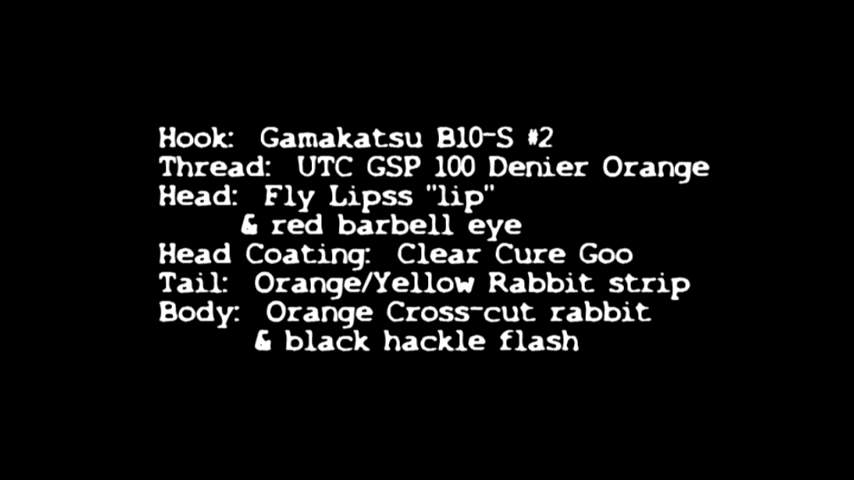 Hook: Gamakatsu B10-S #2
Thread: UTC GSP 100 Denier Orange
Head: Fly Lipss "lip"
& red barbell eye
Head Coating: Clear Cure Goo
Tail: Orange/Yellow Rabbit strip
Body: Orange Cross-cut rabbit
& black hackle flash